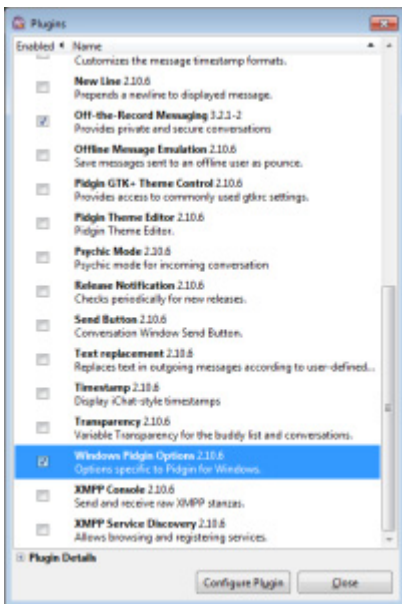 Plugins
Enabled Name
Customizes the message timestamp formats.
New Line 2.10.6
Prepends a newline to displayed message.
Off-the-Record Messaging 3.2.1-2
Provides private and secure conversations
Offline Message Emulation 2.10.6
Save messages sent to an offline user as pounce.
Pidgin GTK+ Theme Control 2.10.6
Provides access to commonly used gtkrc settings.
Pidgin Theme Editor 2.10.6
Pidgin Theme Editor.
Psychic Mode 2.10.6
Psychic mode for incoming conversation
Release Notification 2.10.6
Checks periodically for new releases.
Send Button 2.10.6
Conversation Window Send Button.
Text replacement 2.10.6
Replaces text in outgoing messages according to user-defined...
Timestamp 2.10.6
Display iChat-style timestamps
Transparency 2.10.6
Variable Transparency for the buddy list and conversations.
Windows Pidgin Options 2.10.6
Options specific to Pidgin for Windows.
XMPP Console 2.10.6
Send and receive raw XMPP stanzas.
XMPP Service Discovery 2.10.6
Allows browsing and registering services.
Plugin Details
Configure Plugin Close